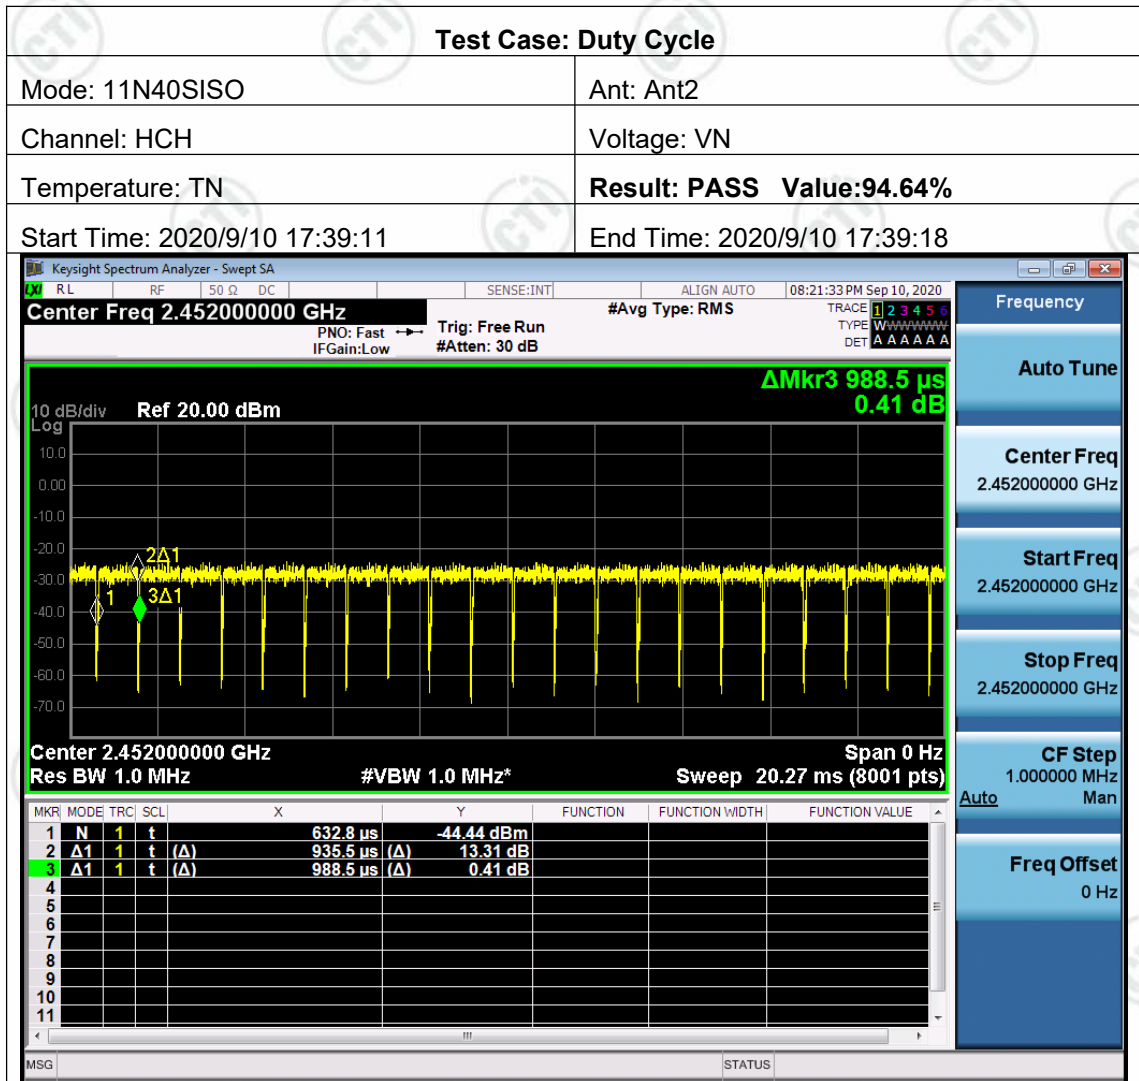 Test Case: Duty Cycle
Mode: 11N40SISO
Ant: Ant2
Channel: HCH
Voltage: VN
Temperature: TN
Result: PASS Value:94.64%
Start Time: 2020/9/10 17:39:11
End Time: 2020/9/10 17:39:18
Keysight Spectrum Analyzer - Swept SA
LXI RL RF 50 Ω DC SENSE:INT ALIGN AUTO 08:21:33 PM Sep 10, 2020
Center Freq 2.452000000 GHz
PNO: Fast
IFGain:Low
Trig: Free Run
#Atten: 30 dB
#Avg Type: RMS
TRACE 1 2 3 4 5 6
TYPE WWWWWW
DET A A A A A A
ΔMkr3 988.5 µs
0.41 dB
10 dB/div Ref 20.00 dBm
Log
10.0
0.00
-10.0
-20.0
-30.0
-40.0
-50.0
-60.0
-70.0
2Δ1
1
3Δ1
Center 2.452000000 GHz Span 0 Hz
Res BW 1.0 MHz #VBW 1.0 MHz* Sweep 20.27 ms (8001 pts)
MKR MODE TRC SCL X Y FUNCTION FUNCTION WIDTH FUNCTION VALUE
1 N 1 t 632.8 µs -44.44 dBm
2 Δ1 1 t (Δ) 935.5 µs (Δ) 13.31 dB
3 Δ1 1 t (Δ) 988.5 µs (Δ) 0.41 dB
4
5
6
7
8
9
10
11
MSG STATUS
Frequency
Auto Tune
Center Freq
2.452000000 GHz
Start Freq
2.452000000 GHz
Stop Freq
2.452000000 GHz
CF Step
1.000000 MHz
Auto Man
Freq Offset
0 Hz
CTI
CTI
CTI
CTI
CTI
CTI